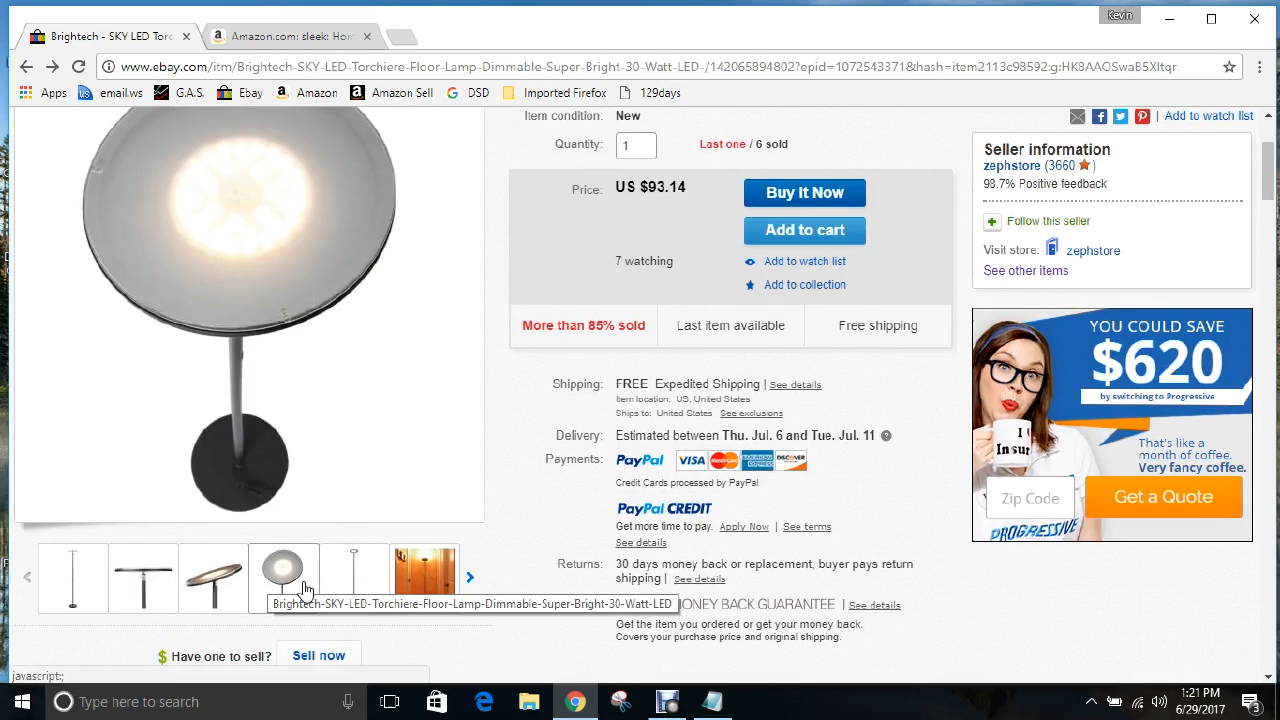 Kevin
Brightech - SKY LED Torc
Amazon.com: sleek: Hom
www.ebay.com/itm/Brightech-SKY-LED-Torchiere-Floor-Lamp-Dimmable-Super-Bright-30-Watt-LED-/142065894802?epid=1072543371&hash=item2113c98592:g:HK8AAOSwaB5Xltqr
Apps
email.ws
G.A.S.
Ebay
Amazon
Amazon Sell
DSD
Imported Firefox
129days
Item condition: New
Add to watch list
Quantity: 1
Last one / 6 sold
Seller information
zephstore (3660 )
98.7% Positive feedback
Price: US $93.14
Buy It Now
Add to cart
Follow this seller
Visit store: zephstore
See other items
7 watching
Add to watch list
Add to collection
More than 85% sold
Last item available
Free shipping
Shipping: FREE Expedited Shipping | See details
Item location: US, United States
Ships to: United States See exclusions
Delivery: Estimated between Thu. Jul. 6 and Tue. Jul. 11
Payments: PayPal VISA MasterCard AMERICAN EXPRESS DISCOVER
Credit Cards processed by PayPal
PayPal CREDIT
Get more time to pay. Apply Now | See terms
See details
Returns: 30 days money back or replacement, buyer pays return
shipping | See details
MONEY BACK GUARANTEE | See details
Get the item you ordered or get your money back.
Covers your purchase price and original shipping.
YOU COULD SAVE
$620
by switching to Progressive
That's like a
month of coffee.
Very fancy coffee.
I
Insur
Zip Code
Get a Quote
PROGRESSIVE
Brightech-SKY-LED-Torchiere-Floor-Lamp-Dimmable-Super-Bright-30-Watt-LED
$ Have one to sell? Sell now
javascript:;
Type here to search
1:21 PM
6/29/2017
3